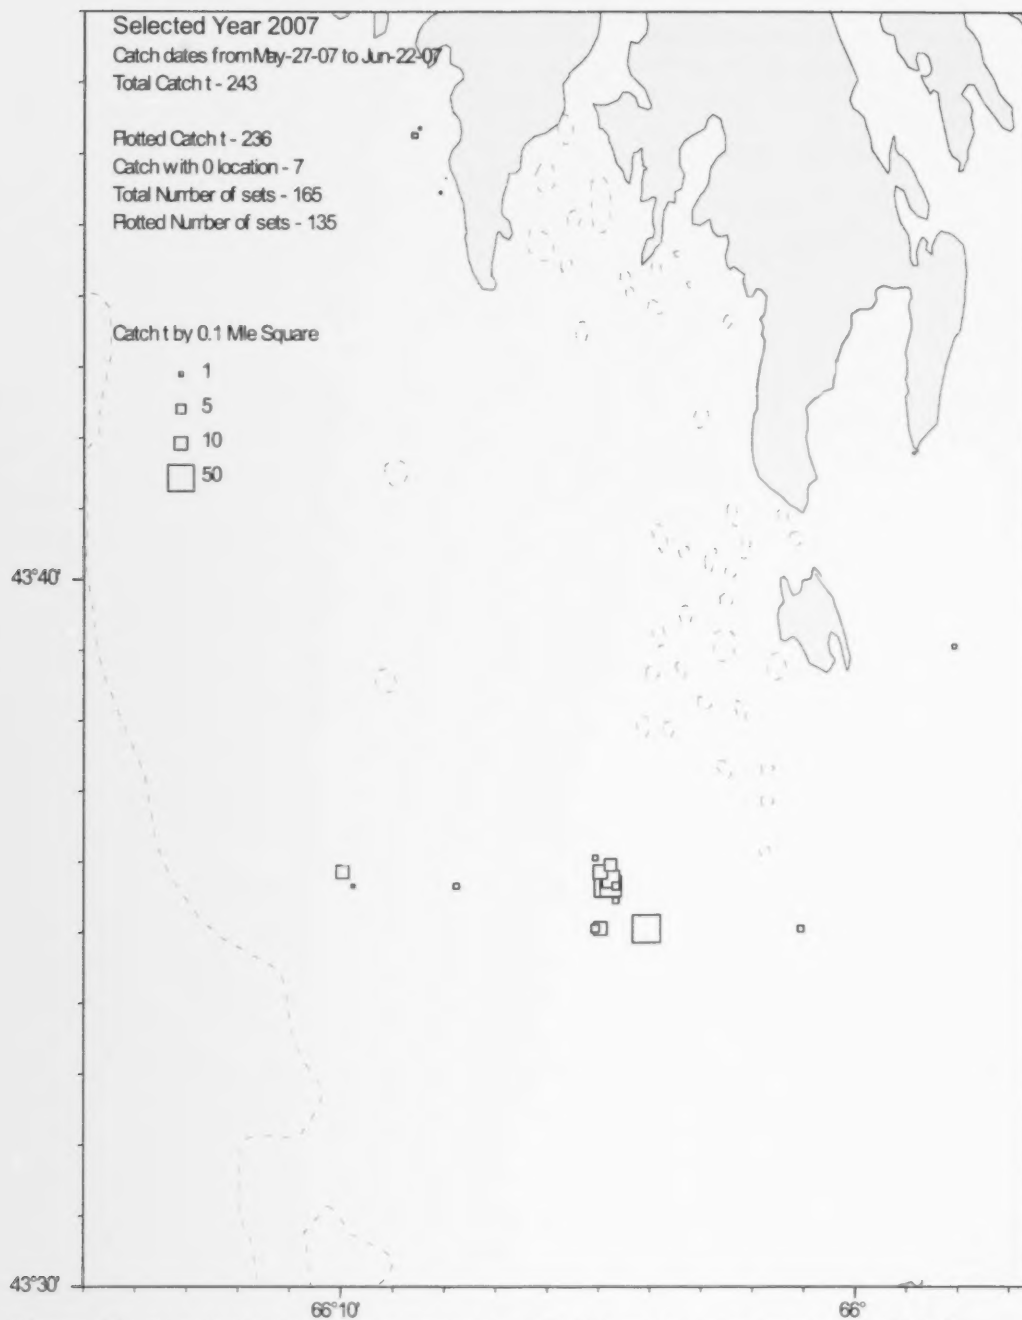 Selected Year 2007
Catch dates from May-27-07 to Jun-22-07
Total Catch t - 243
Plotted Catch t - 236
Catch with 0 location - 7
Total Number of sets - 165
Plotted Number of sets - 135
Catch t by 0.1 Mile Square
1
5
10
50
43°40'
43°30'
66°10'
66°